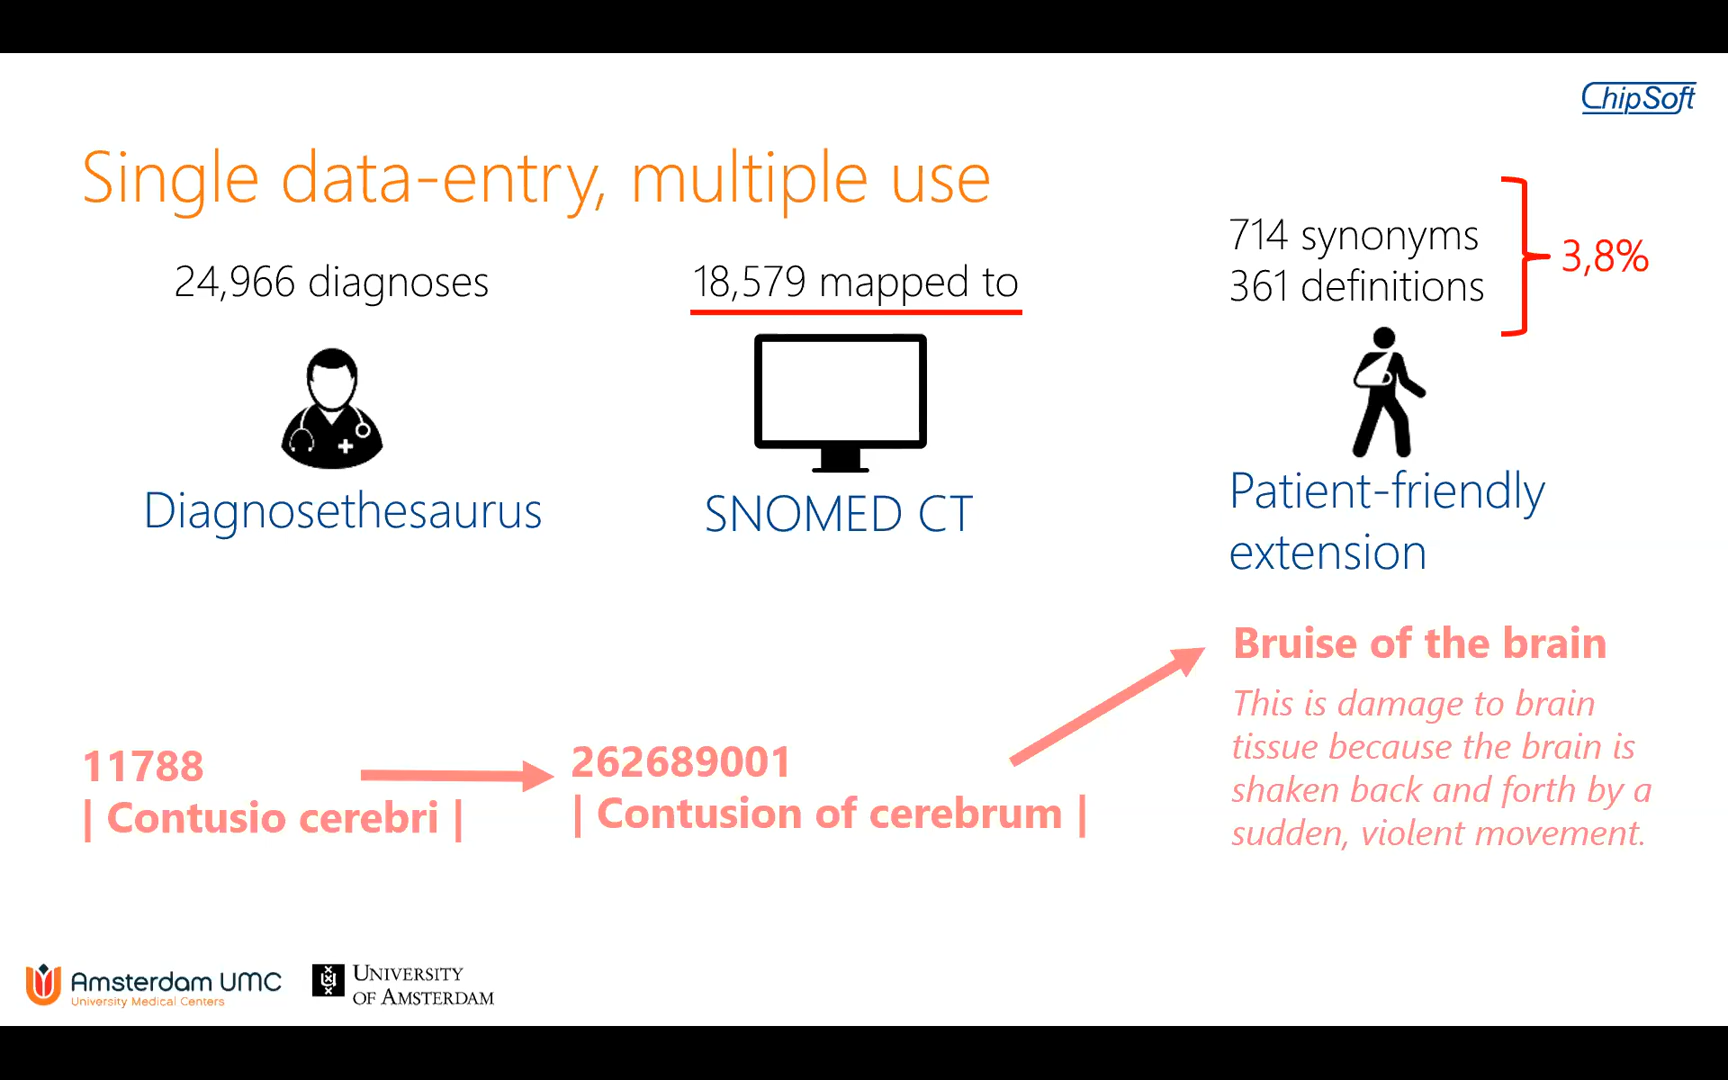 ChipSoft
Single data-entry, multiple use
24,966 diagnoses
18,579 mapped to
714 synonyms
361 definitions
3,8%
Diagnosethesaurus
SNOMED CT
Patient-friendly
extension
11788
| Contusio cerebri |
262689001
| Contusion of cerebrum |
Bruise of the brain
This is damage to brain
tissue because the brain is
shaken back and forth by a
sudden, violent movement.
Amsterdam UMC
University Medical Centers
UNIVERSITY
OF AMSTERDAM